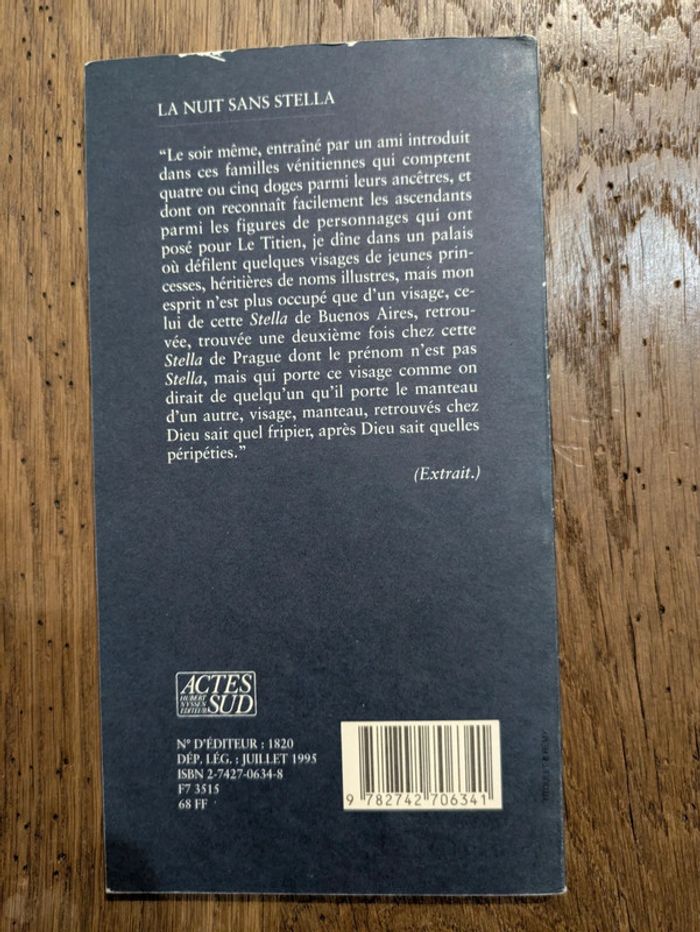 LA NUIT SANS STELLA
“Le soir même, entraîné par un ami introduit
dans ces familles vénitiennes qui comptent
quatre ou cinq doges parmi leurs ancêtres, et
dont on reconnaît facilement les ascendants
parmi les figures de personnages qui ont
posé pour Le Titien, je dîne dans un palais
où défilent quelques visages de jeunes prin-
cesses, héritières de noms illustres, mais mon
esprit n'est plus occupé que d'un visage, ce-
lui de cette Stella de Buenos Aires, retrou-
vée, trouvée une deuxième fois chez cette
Stella de Prague dont le prénom n'est pas
Stella, mais qui porte ce visage comme on
dirait de quelqu'un qu'il porte le manteau
d'un autre, visage, manteau, retrouvés chez
Dieu sait quel fripier, après Dieu sait quelles
péripéties.”
(Extrait.)
ACTES
HUBERT
NYSSEN
EDITEUR
SUD
N° D'ÉDITEUR : 1820
DÉP. LÉG. : JUILLET 1995
ISBN 2-7427-0634-8
F7 3515
68 FF
9 782742 706341